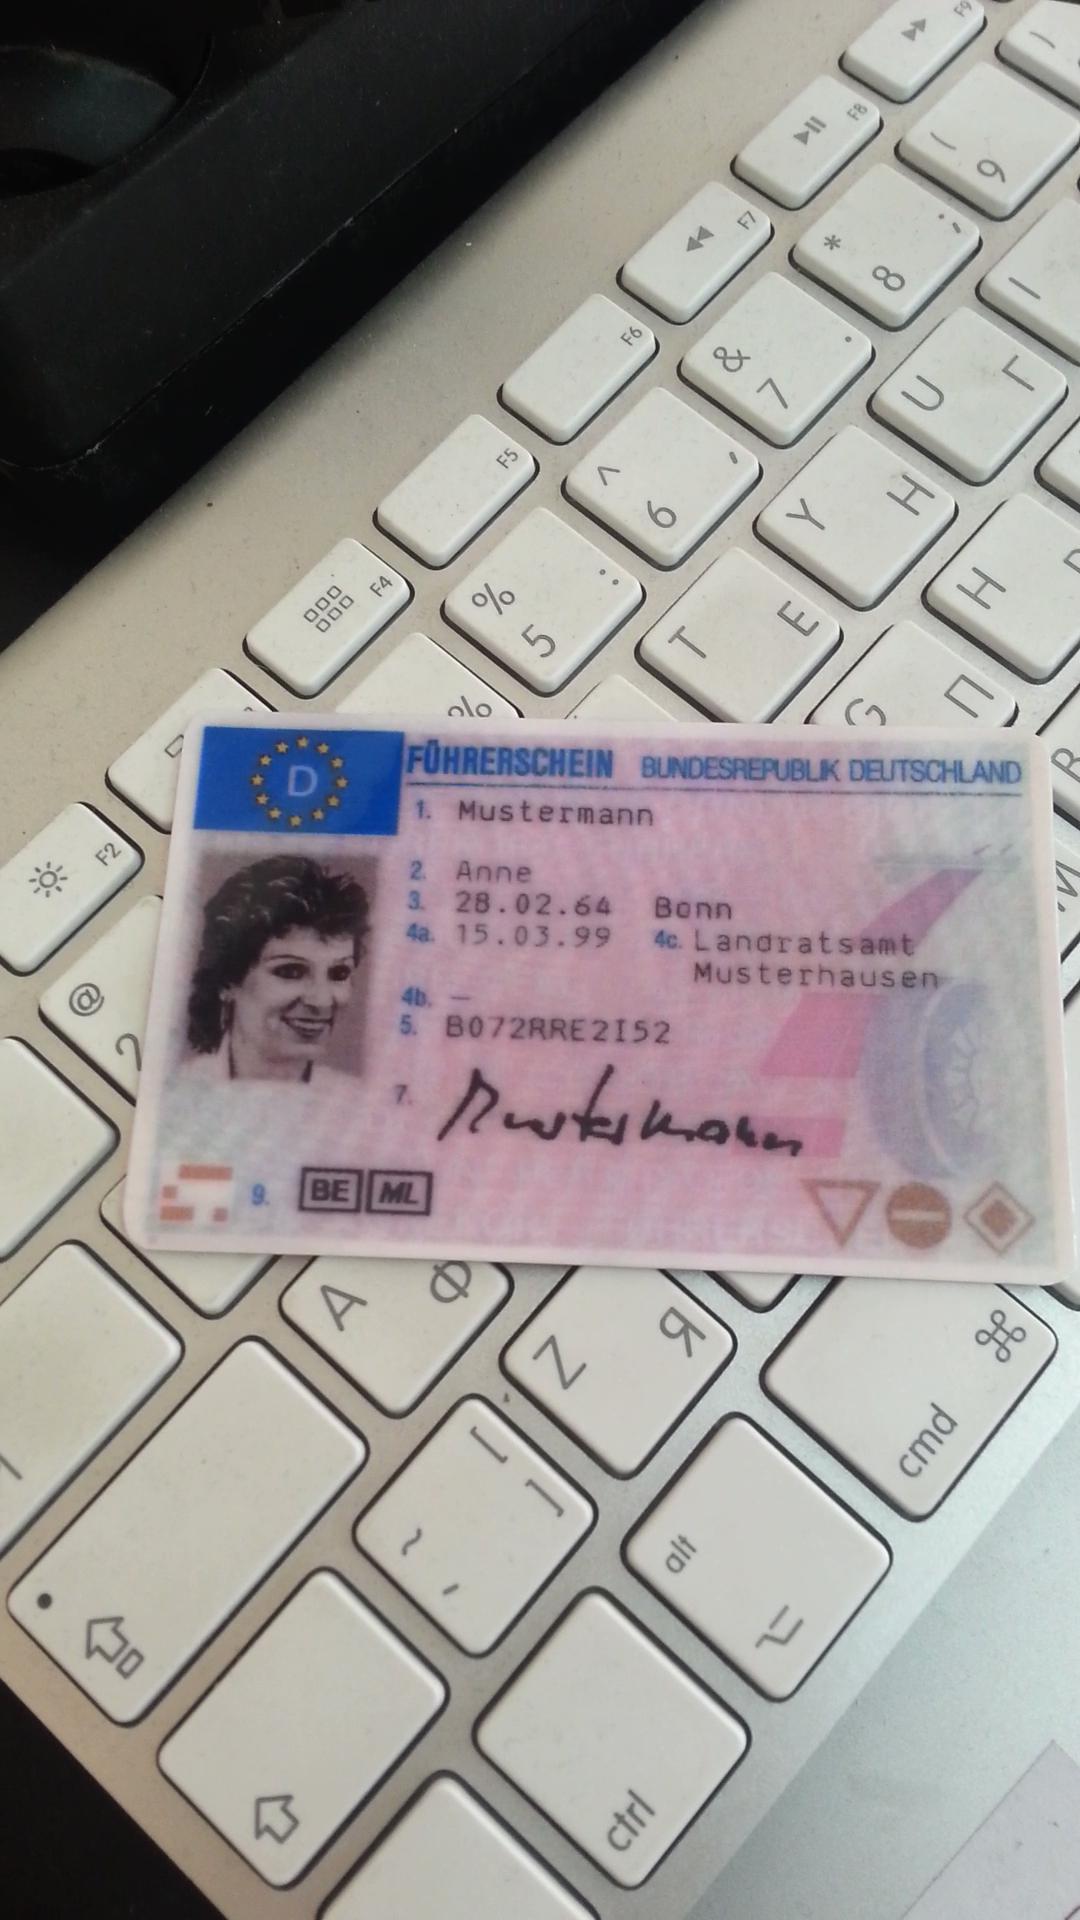 F9
F8
( 9
F7
* 8 ;
I
F6
& 7 .
U Г
F5
^ 6 ,
Y Н
F4
% 5 :
T Е
H
G П
%
F2
@ 2
D FÜHRERSCHEIN BUNDESREPUBLIK DEUTSCHLAND
1. Mustermann
2. Anne
3. 28.02.64 Bonn
4a. 15.03.99 4c. Landratsamt
Musterhausen
4b. –
5. B072RRE2I52
7. Mustermann
9. BE ML
A Ф
Z Я
⌘ cmd
[ ]
~ '
alt ⌥
ctrl